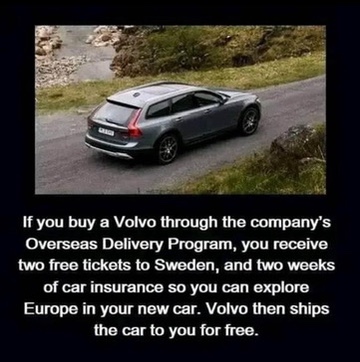 If you buy a Volvo through the company's
Overseas Delivery Program, you receive
two free tickets to Sweden, and two weeks
of car insurance so you can explore
Europe in your new car. Volvo then ships
the car to you for free.